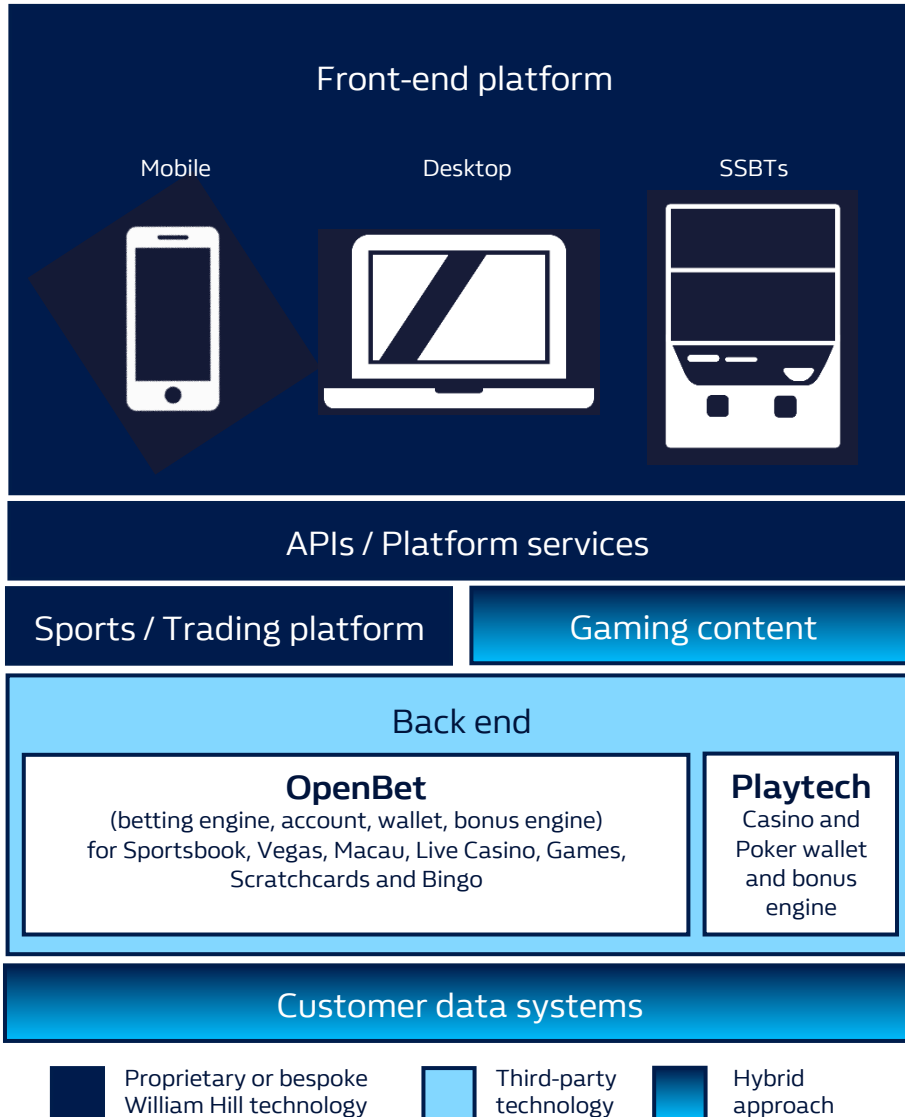 Front-end platform
Mobile
Desktop
SSBTs
APIs / Platform services
Sports / Trading platform
Gaming content
Back end
OpenBet
(betting engine, account, wallet, bonus engine)
for Sportsbook, Vegas, Macau, Live Casino, Games,
Scratchcards and Bingo
Playtech
Casino and
Poker wallet
and bonus
engine
Customer data systems
Proprietary or bespoke
William Hill technology
Third-party
technology
Hybrid
approach